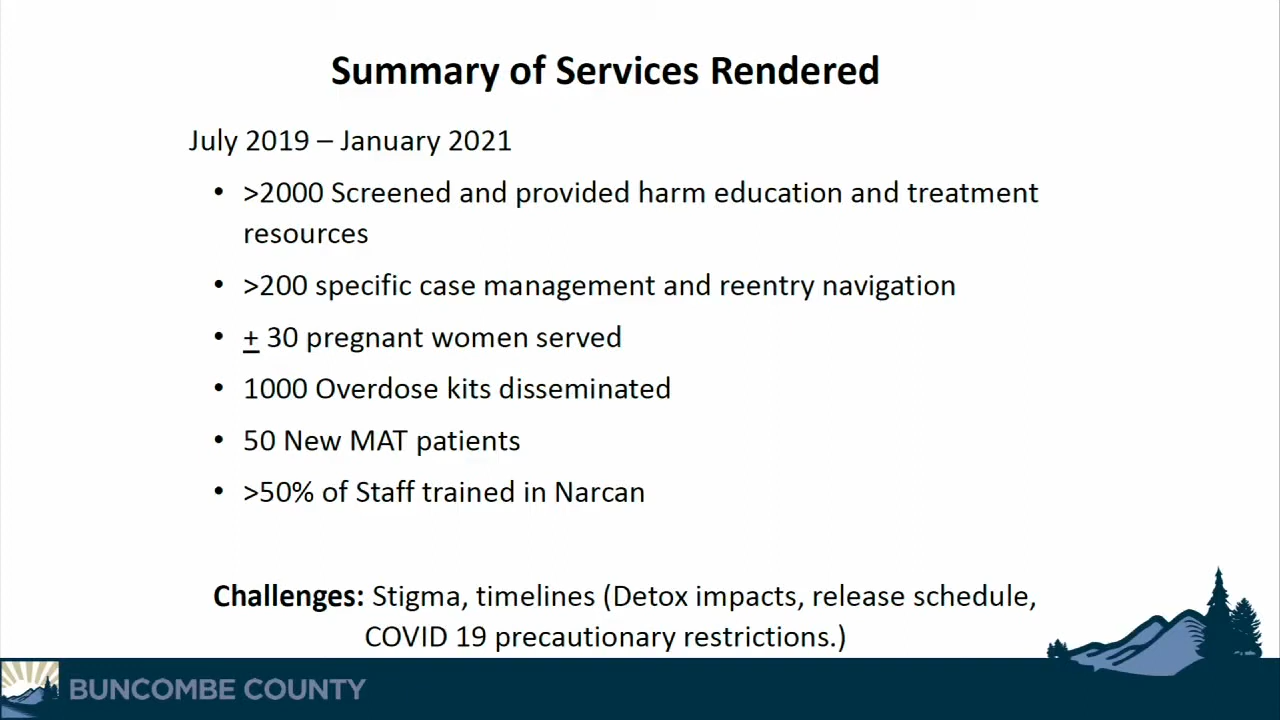 Summary of Services Rendered
July 2019 – January 2021
• >2000 Screened and provided harm education and treatment
resources
• >200 specific case management and reentry navigation
• + 30 pregnant women served
• 1000 Overdose kits disseminated
• 50 New MAT patients
• >50% of Staff trained in Narcan
Challenges: Stigma, timelines (Detox impacts, release schedule,
COVID 19 precautionary restrictions.)
BUNCOMBE COUNTY